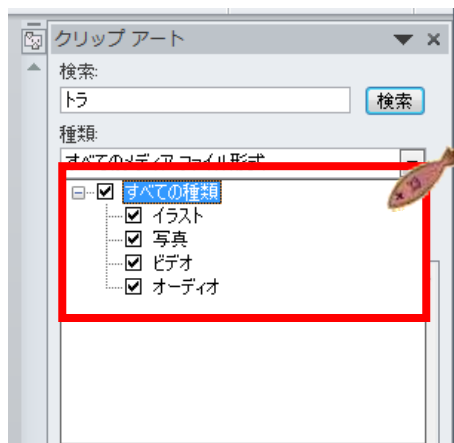 クリップ アート
検索:
トラ
検索
種類:
すべてのメディア ファイル形式
すべての種類
イラスト
写真
ビデオ
オーディオ